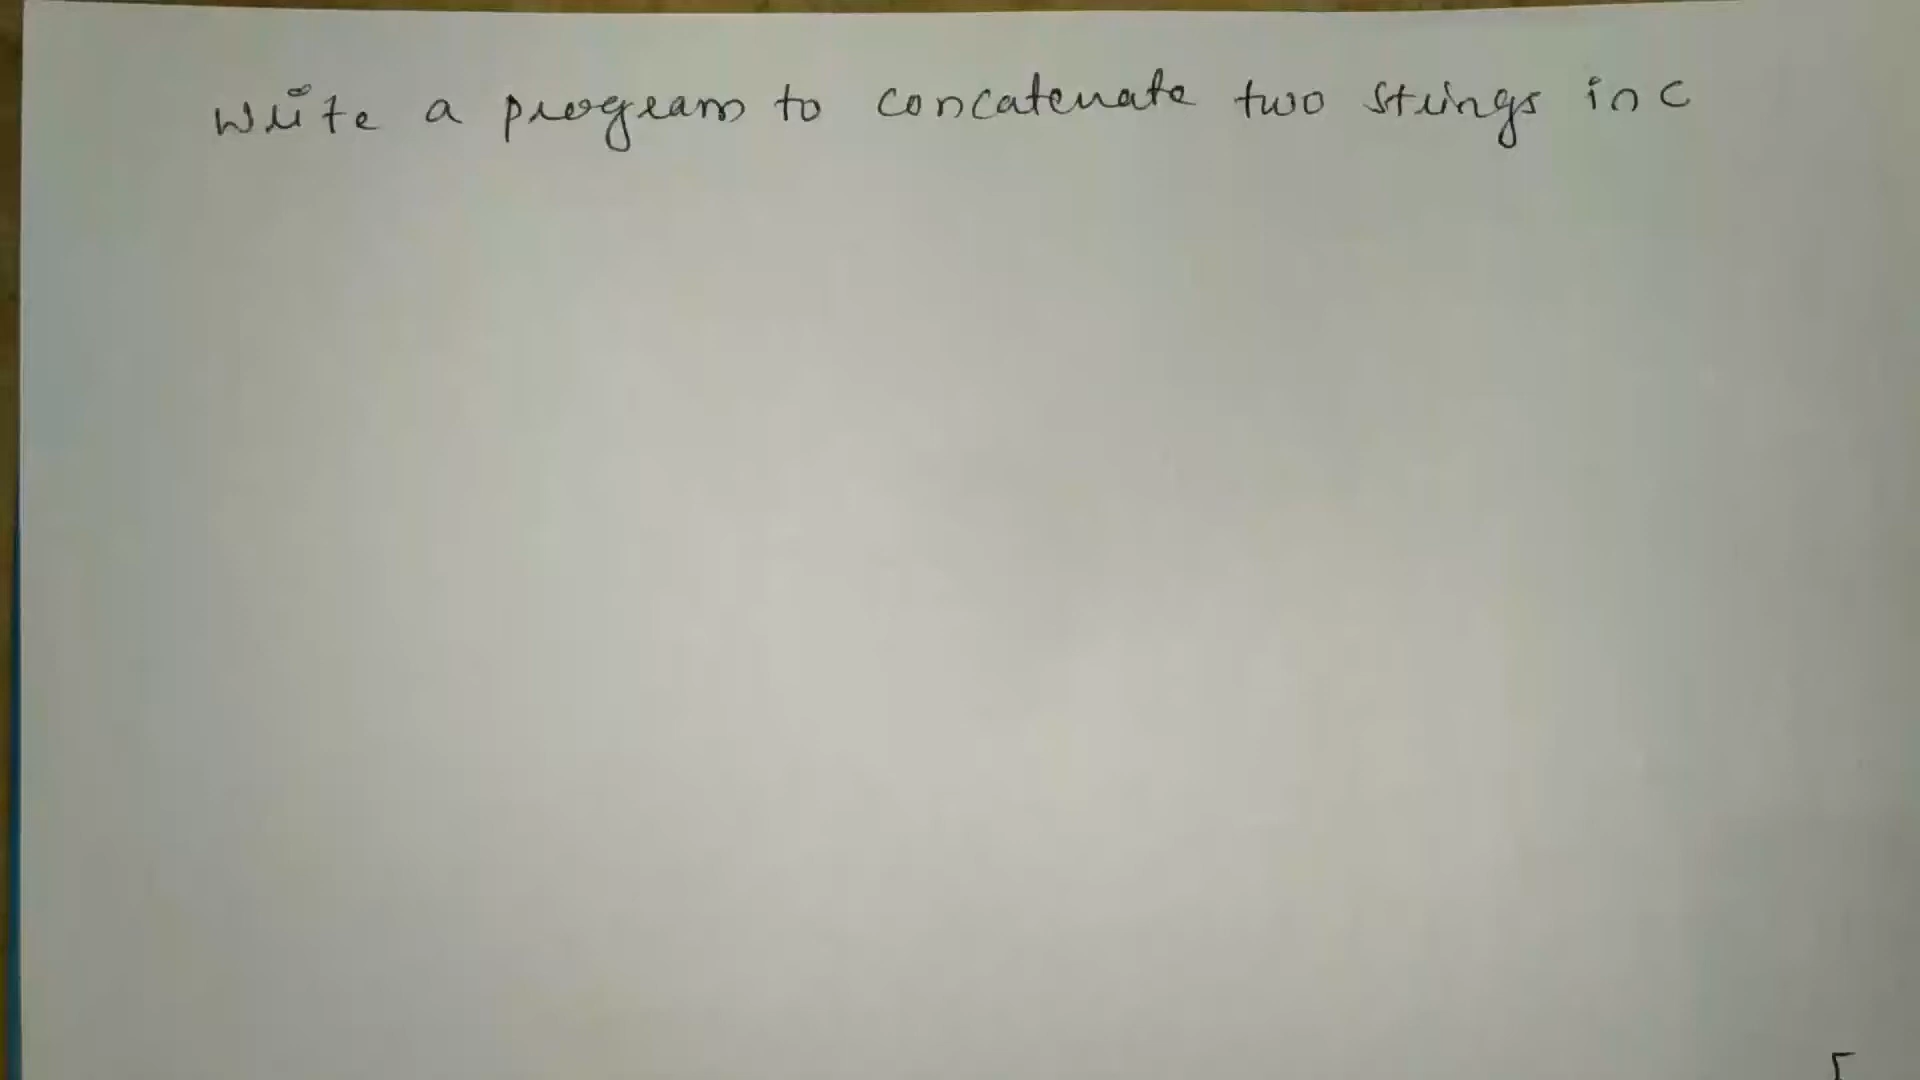 Write a program to concatenate two strings in c